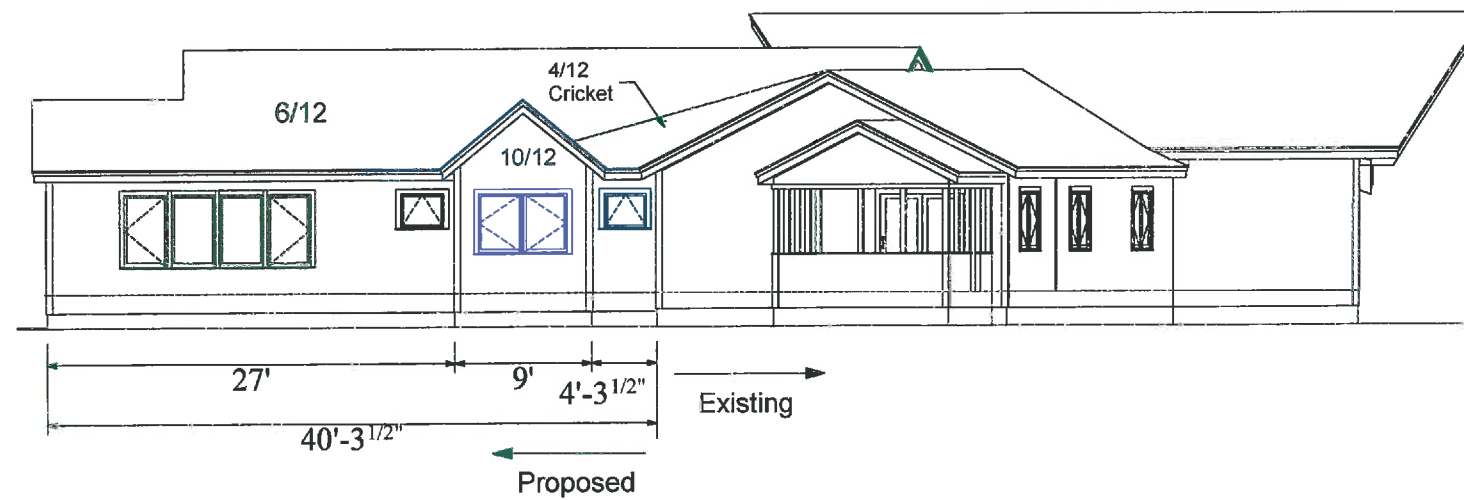 4/12
Cricket
6/12
10/12
27'
9'
4'-3 1/2"
Existing
40'-3 1/2"
Proposed